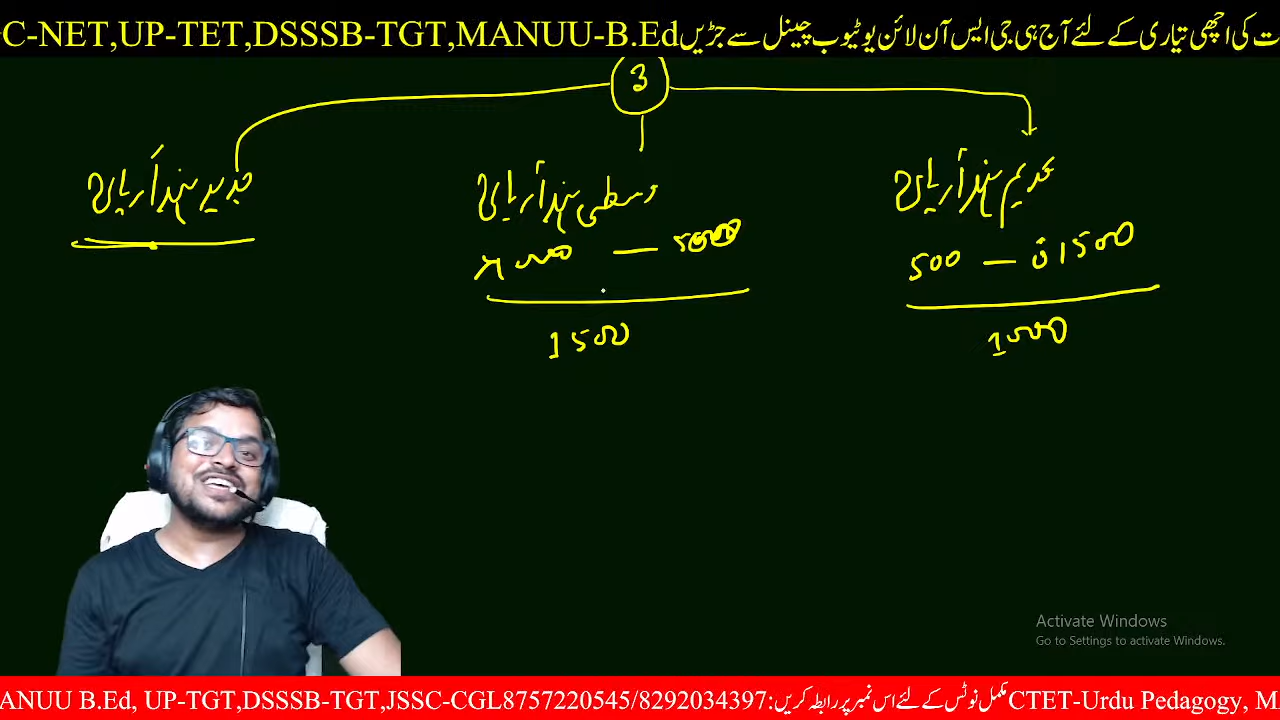 C-NET,UP-TET,DSSSB-TGT,MANUU-B.Ed ت کی اچھی تیاری کے لئے آج ہی جی ایس آن لائن یوٹیوب چینل سے جڑیں
3
قدیم ہند آریائی
وسطی ہند آریائی
جدید ہند آریائی
500 — 1500 ق
500
1000
1500
Activate Windows
Go to Settings to activate Windows.
ANUU B.Ed, UP-TGT,DSSSB-TGT,JSSC-CGL8757220545/8292034397: مکمل نوٹس کے لئے اس نمبر پر رابطہ کریں CTET-Urdu Pedagogy, M